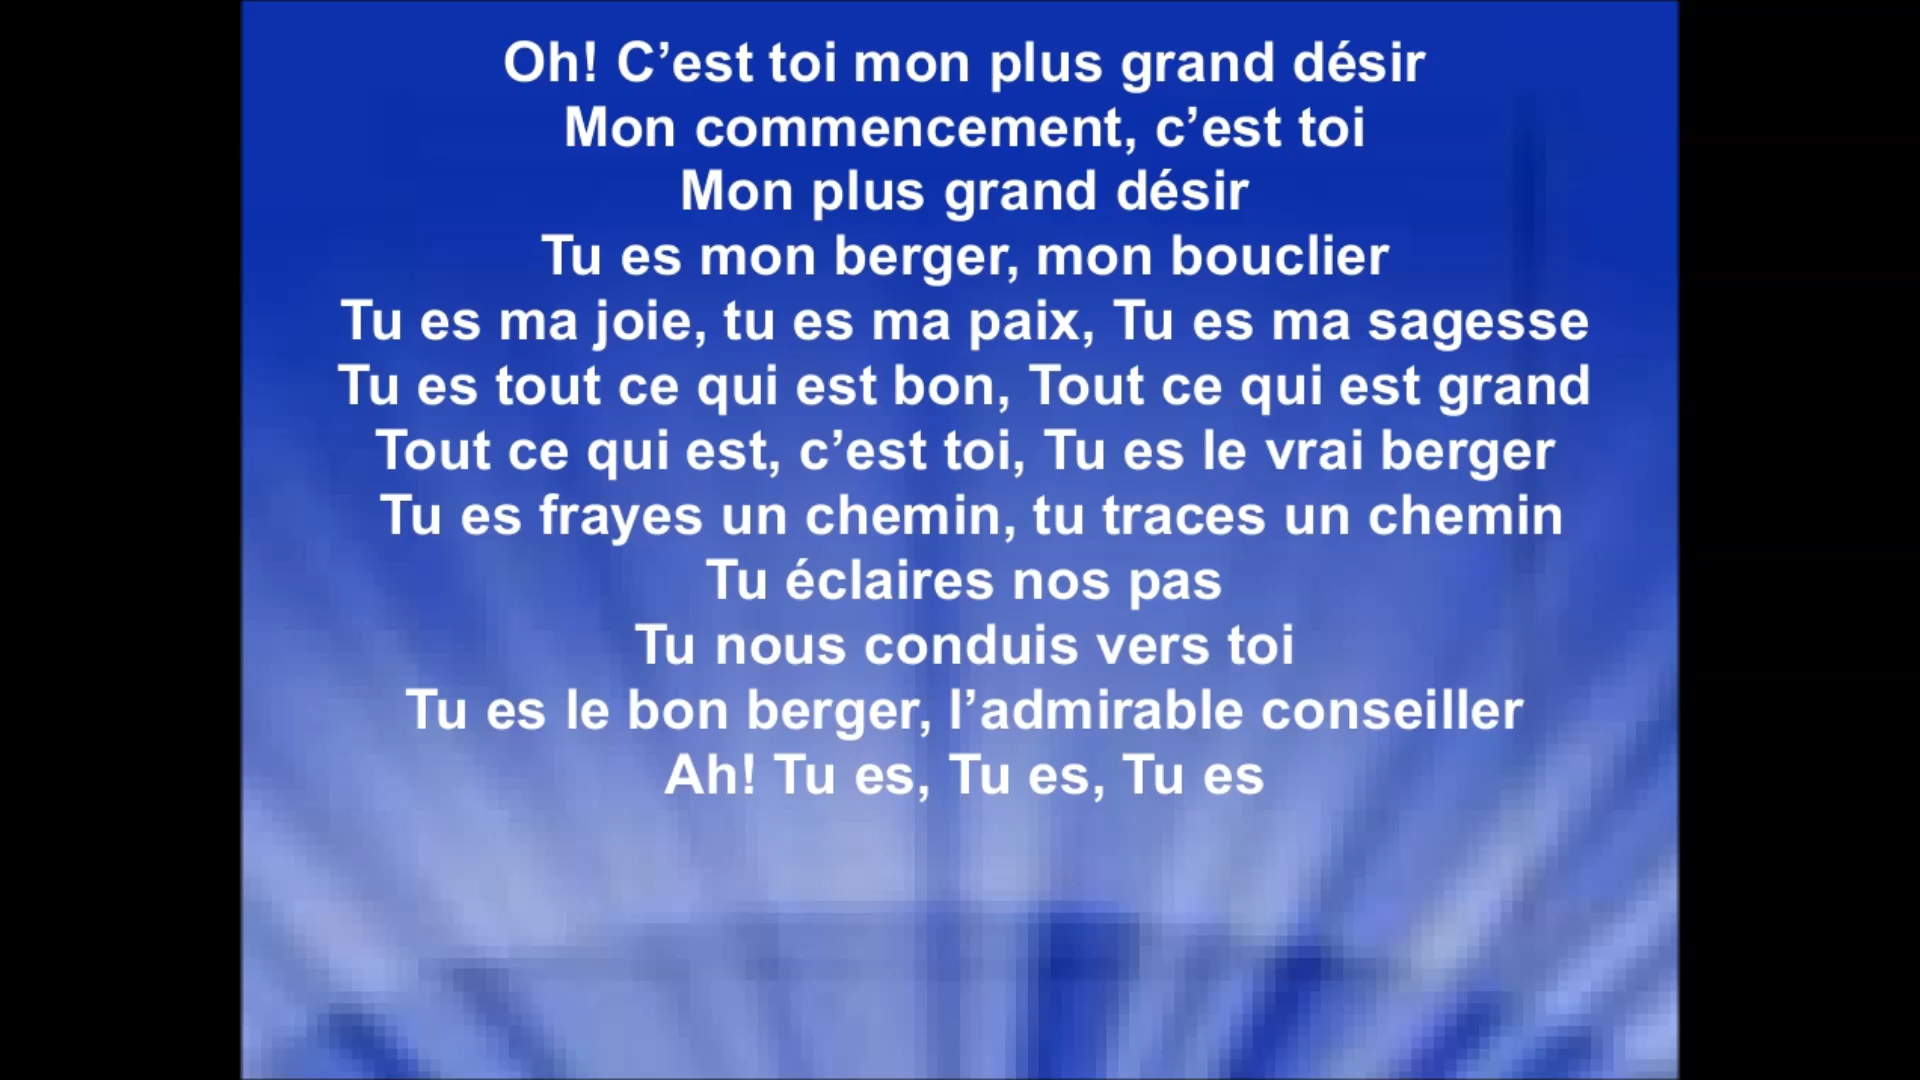 Oh! C’est toi mon plus grand désir
Mon commencement, c’est toi
Mon plus grand désir
Tu es mon berger, mon bouclier
Tu es ma joie, tu es ma paix, Tu es ma sagesse
Tu es tout ce qui est bon, Tout ce qui est grand
Tout ce qui est, c’est toi, Tu es le vrai berger
Tu es frayes un chemin, tu traces un chemin
Tu éclaires nos pas
Tu nous conduis vers toi
Tu es le bon berger, l’admirable conseiller
Ah! Tu es, Tu es, Tu es